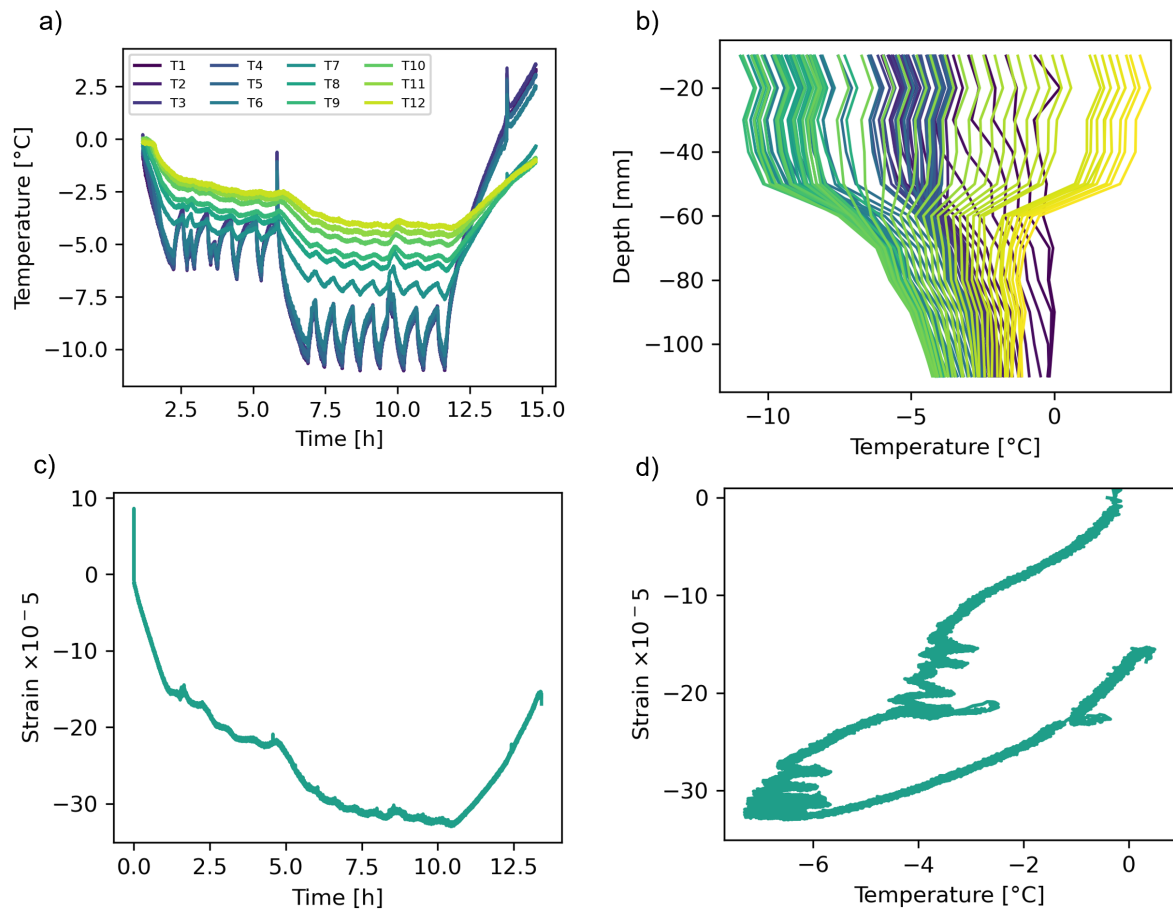 a)
2.5
0.0
−2.5
−5.0
−7.5
−10.0
Temperature [°C]
T1 T4 T7 T10
T2 T5 T8 T11
T3 T6 T9 T12
2.5 5.0 7.5 10.0 12.5 15.0
Time [h]
b)
−20
−40
−60
−80
−100
Depth [mm]
−10 −5 0
Temperature [°C]
c)
10
0
−10
−20
−30
Strain ×10⁻5
0.0 2.5 5.0 7.5 10.0 12.5
Time [h]
d)
0
−10
−20
−30
Strain ×10⁻5
−6 −4 −2 0
Temperature [°C]